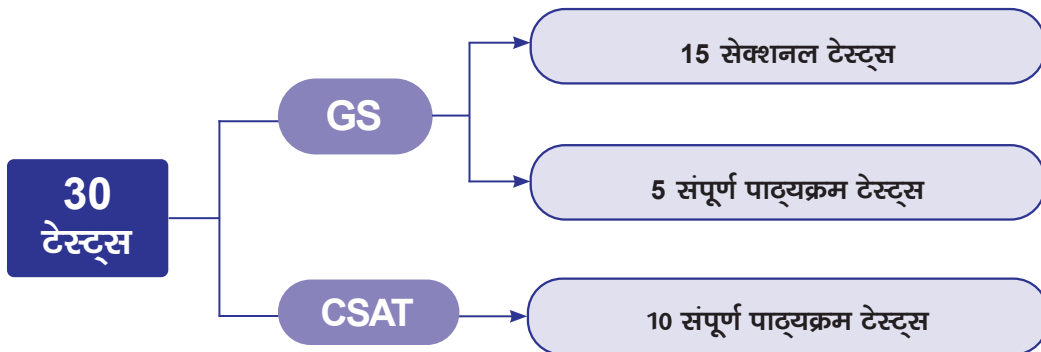 30
टेस्ट्स
GS
15 सेक्शनल टेस्ट्स
5 संपूर्ण पाठ्यक्रम टेस्ट्स
CSAT
10 संपूर्ण पाठ्यक्रम टेस्ट्स